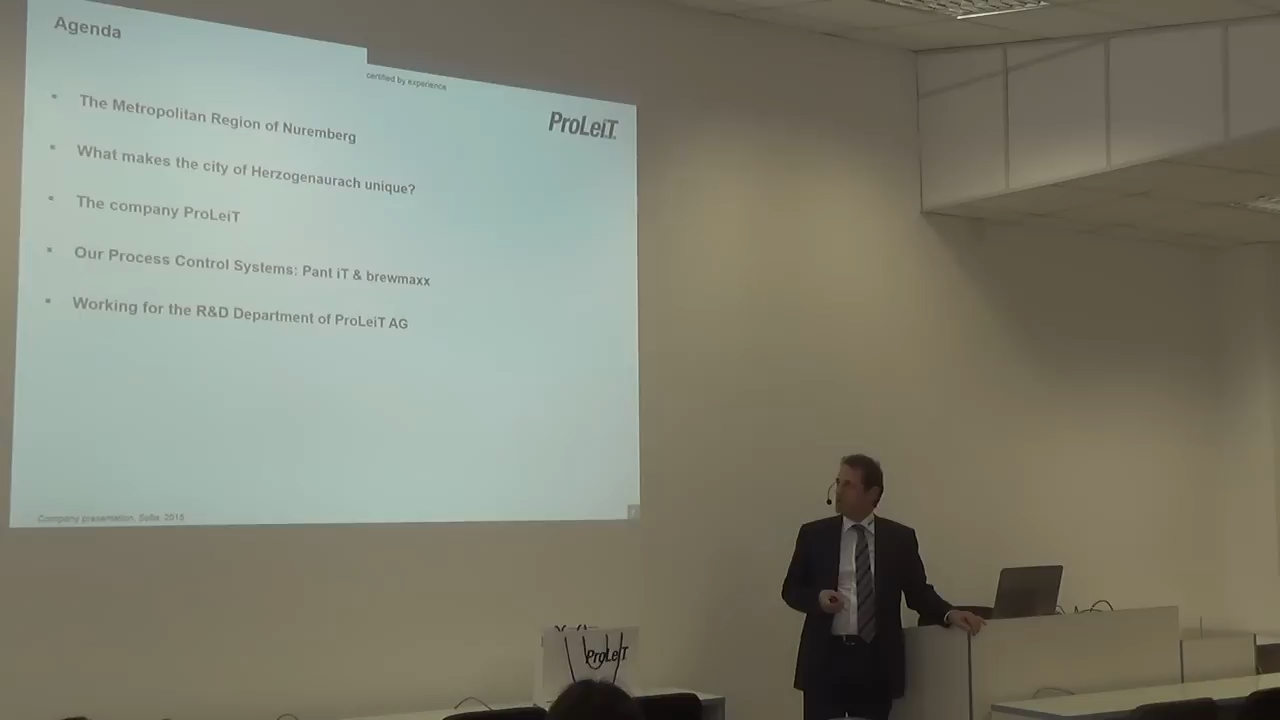 Agenda
certified by experience
ProLeiT
The Metropolitan Region of Nuremberg
What makes the city of Herzogenaurach unique?
The company ProLeiT
Our Process Control Systems: Pant iT & brewmaxx
Working for the R&D Department of ProLeiT AG
Company presentation, Sofia, 2018
ProLeiT